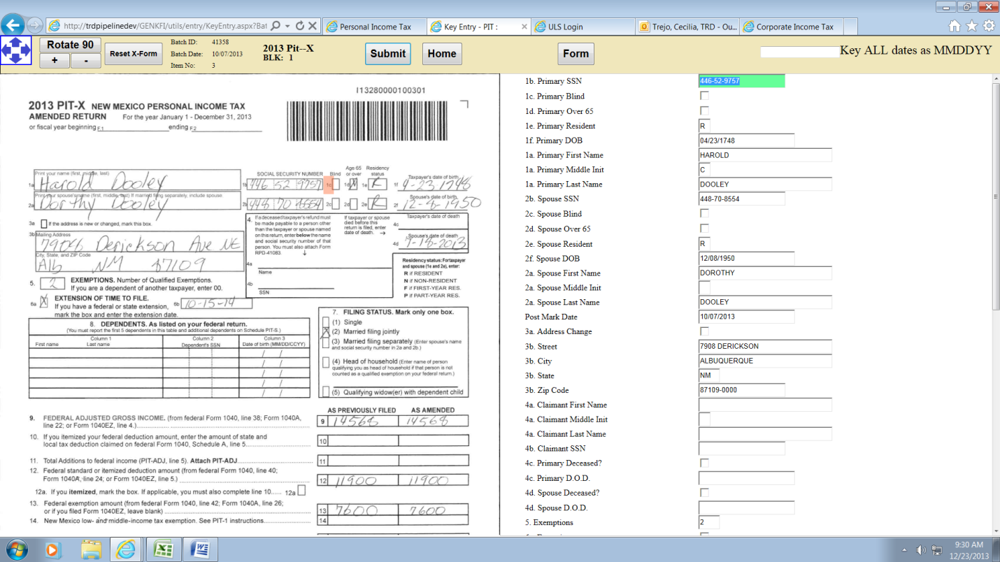 http://trdpipelinedev/GENKFI/utils/entry/KeyEntry.aspx?Bat
Personal Income Tax
Key Entry - PIT :
ULS Login
Trejo, Cecilia, TRD - Ou...
Corporate Income Tax
Rotate 90
+
-
Reset X-Form
Batch ID: 41358
Batch Date: 10/07/2013
Item No: 3
2013 Pit--X
BLK: 1
Submit
Home
Form
Key ALL dates as MMDDYY
I13280000100301
2013 PIT-X NEW MEXICO PERSONAL INCOME TAX
AMENDED RETURN For the year January 1 - December 31, 2013
or fiscal year beginning F.1 ending F.2
SOCIAL SECURITY NUMBER Blind Age 65 or over Residency status
Print your name (first, middle, last)
1a Harold Dooley 1b 446 52 9757 1c 1d X 1e R 1f Taxpayer's date of birth 4-23-1748
Print your spouse's name (first, middle, last) If married filing separately, include spouse.
2a Dorthy Dooley 2b 448 70 8554 2c 2d 2e R 2f Spouse's date of birth 12-8-1950
3a If the address is new or changed, mark this box.
3b Mailing Address
7908 Derickson Ave NE
City, State, and ZIP Code
Alb NM 87109
4. If a deceased taxpayer's refund must
be made payable to a person other
than the taxpayer or spouse named
on this return, enter below the name
and social security number of that
person. You must also attach Form
RPD-41083. ↓
If taxpayer or spouse
died before this
return is filed, enter
date of death. →
Taxpayer's date of death
4c
Spouse's date of death
4d 7-18-2013
4a
Name
4b
SSN
Residency status: For taxpayer
and spouse (1e and 2e), enter:
R if RESIDENT
N if NON-RESIDENT
F if FIRST-YEAR RES.
P if PART-YEAR RES.
5. 2 EXEMPTIONS. Number of Qualified Exemptions.
If you are a dependent of another taxpayer, enter 00.
6a X EXTENSION OF TIME TO FILE.
If you have a federal or state extension, 6b 10-15-14
mark the box and enter the extension date.
8. DEPENDENTS. As listed on your federal return.
(You must report the first 5 dependents in this table and additional dependents on Schedule PIT-S.)
Column 1 Column 2 Column 3
First name Last name Dependent's SSN Date of birth (MM/DD/CCYY)
/ /
/ /
/ /
/ /
/ /
7. FILING STATUS. Mark only one box.
(1) Single
X (2) Married filing jointly
(3) Married filing separately (Enter spouse's name
and social security number in 2a and 2b.)
(4) Head of household (Enter name of person
qualifying you as head of household if that person is not
counted as a qualified exemption on your federal return.)
(5) Qualifying widow(er) with dependent child
AS PREVIOUSLY FILED AS AMENDED
9. FEDERAL ADJUSTED GROSS INCOME. (from federal Form 1040, line 38; Form 1040A,
line 22; or Form 1040EZ, line 4.) 9 14568 14568
10. If you itemized your federal deduction amount, enter the amount of state and
local tax deduction claimed on federal Form 1040, Schedule A, line 5 10
11. Total Additions to federal income (PIT-ADJ, line 5). Attach PIT-ADJ 11
12. Federal standard or itemized deduction amount (from federal Form 1040, line 40;
Form 1040A, line 24; or Form 1040EZ, line 5.) 12 11900 11900
12a. If you itemized, mark the box. If applicable, you must also complete line 10...... 12a
13. Federal exemption amount (from federal Form 1040, line 42; Form 1040A, line 26;
or if you filed Form 1040EZ, leave blank) 13 7600 7600
14. New Mexico low- and middle-income tax exemption. See PIT-1 instructions 14
1b. Primary SSN 446-52-9757
1c. Primary Blind
1d. Primary Over 65
1e. Primary Resident R
1f. Primary DOB 04/23/1748
1a. Primary First Name HAROLD
1a. Primary Middle Init C
1a. Primary Last Name DOOLEY
2b. Spouse SSN 448-70-8554
2c. Spouse Blind
2d. Spouse Over 65
2e. Spouse Resident R
2f. Spouse DOB 12/08/1950
2a. Spouse First Name DOROTHY
2a. Spouse Middle Init
2a. Spouse Last Name DOOLEY
Post Mark Date 10/07/2013
3a. Address Change
3b. Street 7908 DERICKSON
3b. City ALBUQUERQUE
3b. State NM
3b. Zip Code 87109-0000
4a. Claimant First Name
4a. Claimant Middle Init
4a. Claimant Last Name
4b. Claimant SSN
4c. Primary Deceased?
4c. Primary D.O.D.
4d. Spouse Deceased?
4d. Spouse D.O.D.
5. Exemptions 2
9:30 AM
12/23/2013